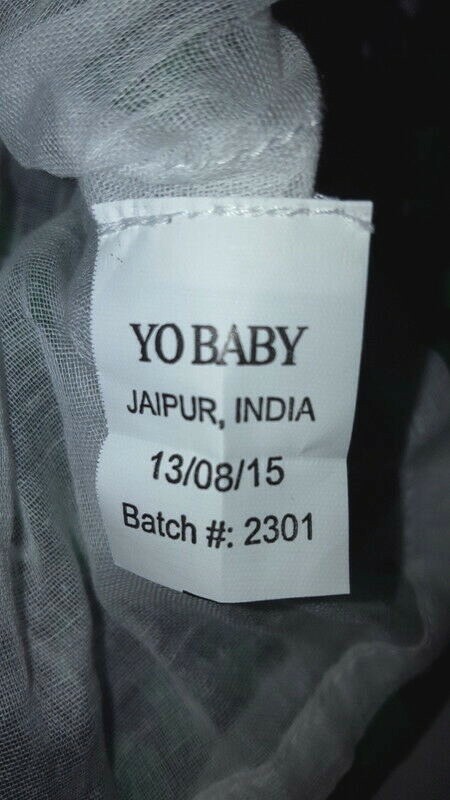 YO BABY
JAIPUR, INDIA
13/08/15
Batch #: 2301